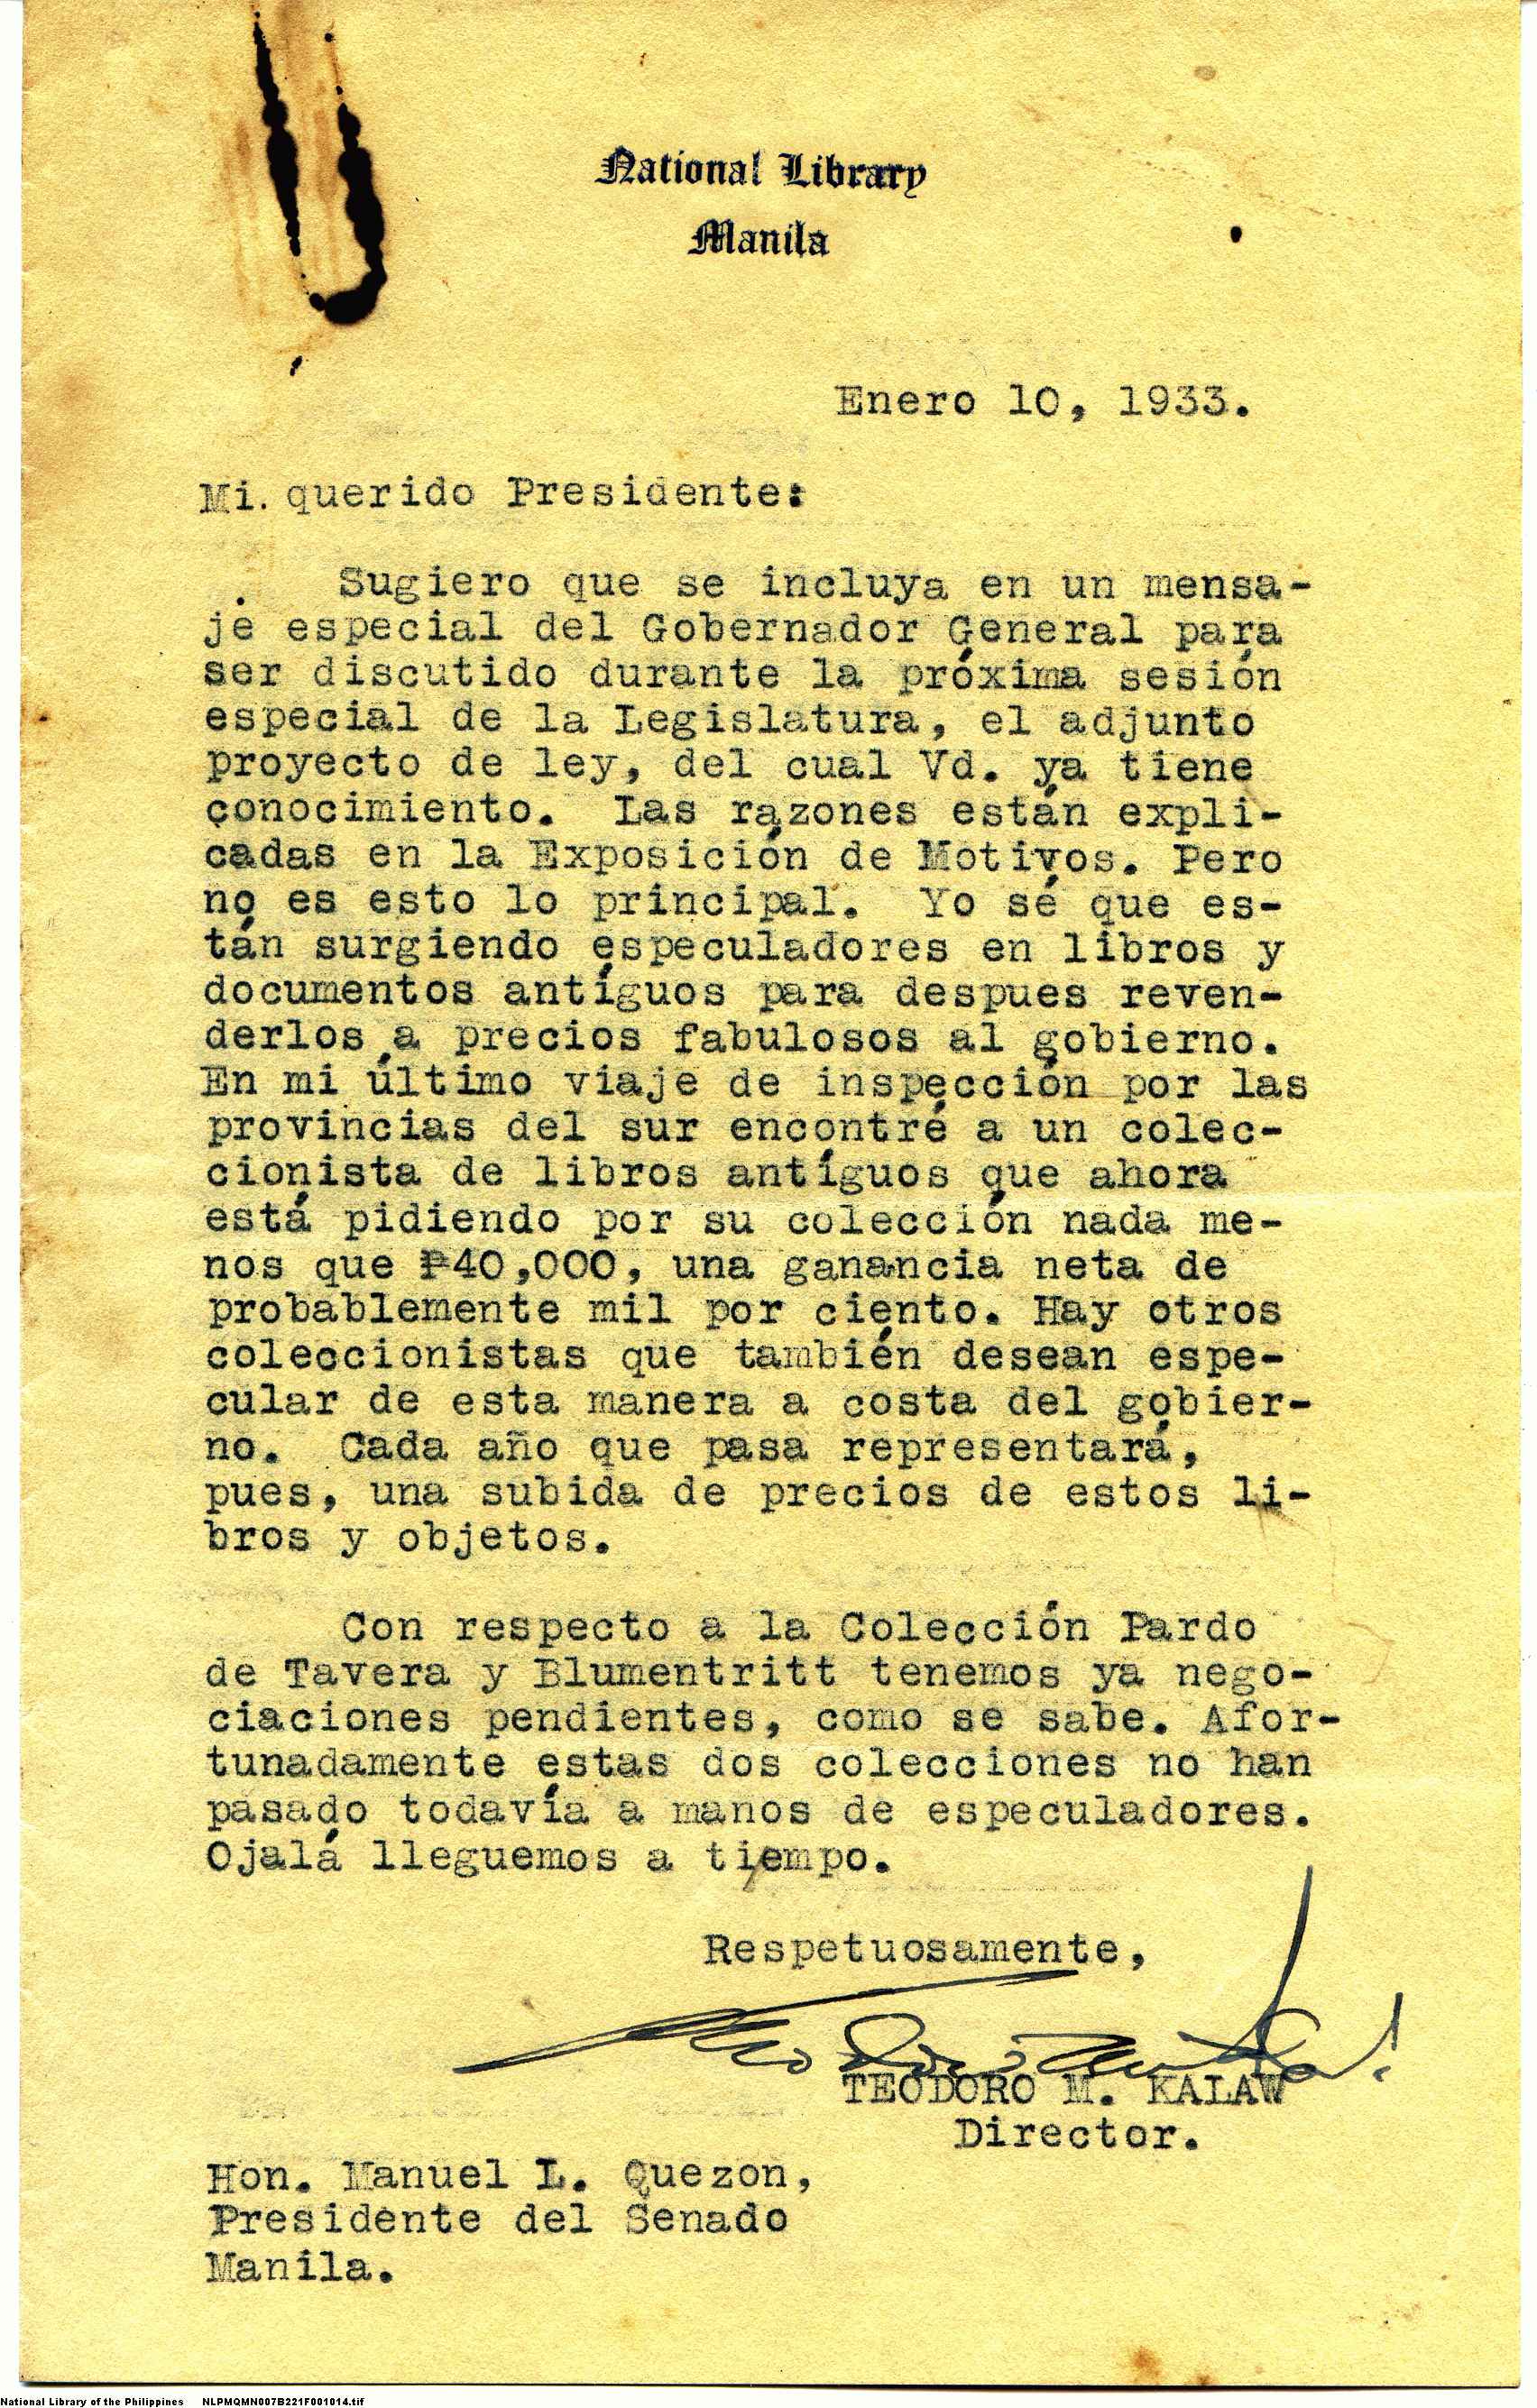 National Library
Manila
Enero 10, 1933.
Mi. querido Presidente:
Sugiero que se incluya en un mensa-
je especial del Gobernador General para
ser discutido durante la próxima sesión
especial de la Legislatura, el adjunto
proyecto de ley, del cual Vd. ya tiene
conocimiento. Las razones están expli-
cadas en la Exposición de Motivos. Pero
no es esto lo principal. Yo sé que es-
tán surgiendo especuladores en libros y
documentos antíguos para despues reven-
derlos a precios fabulosos al gobierno.
En mi último viaje de inspección por las
provincias del sur encontré a un colec-
cionista de libros antíguos que ahora
está pidiendo por su colección nada me-
nos que ₱40,000, una ganancia neta de
probablemente mil por ciento. Hay otros
coleccionistas que también desean espe-
cular de esta manera a costa del gobier-
no. Cada año que pasa representará,
pues, una subida de precios de estos li-
bros y objetos.
Con respecto a la Colección Pardo
de Tavera y Blumentritt tenemos ya nego-
ciaciones pendientes, como se sabe. Afor-
tunadamente estas dos colecciones no han
pasado todavía a manos de especuladores.
Ojalá lleguemos a tiempo.
Respetuosamente,
TEODORO M. KALAW
Director.
Hon. Manuel L. Quezon,
Presidente del Senado
Manila.
National Library of the Philippines NLPMQMN007B221F001014.tif